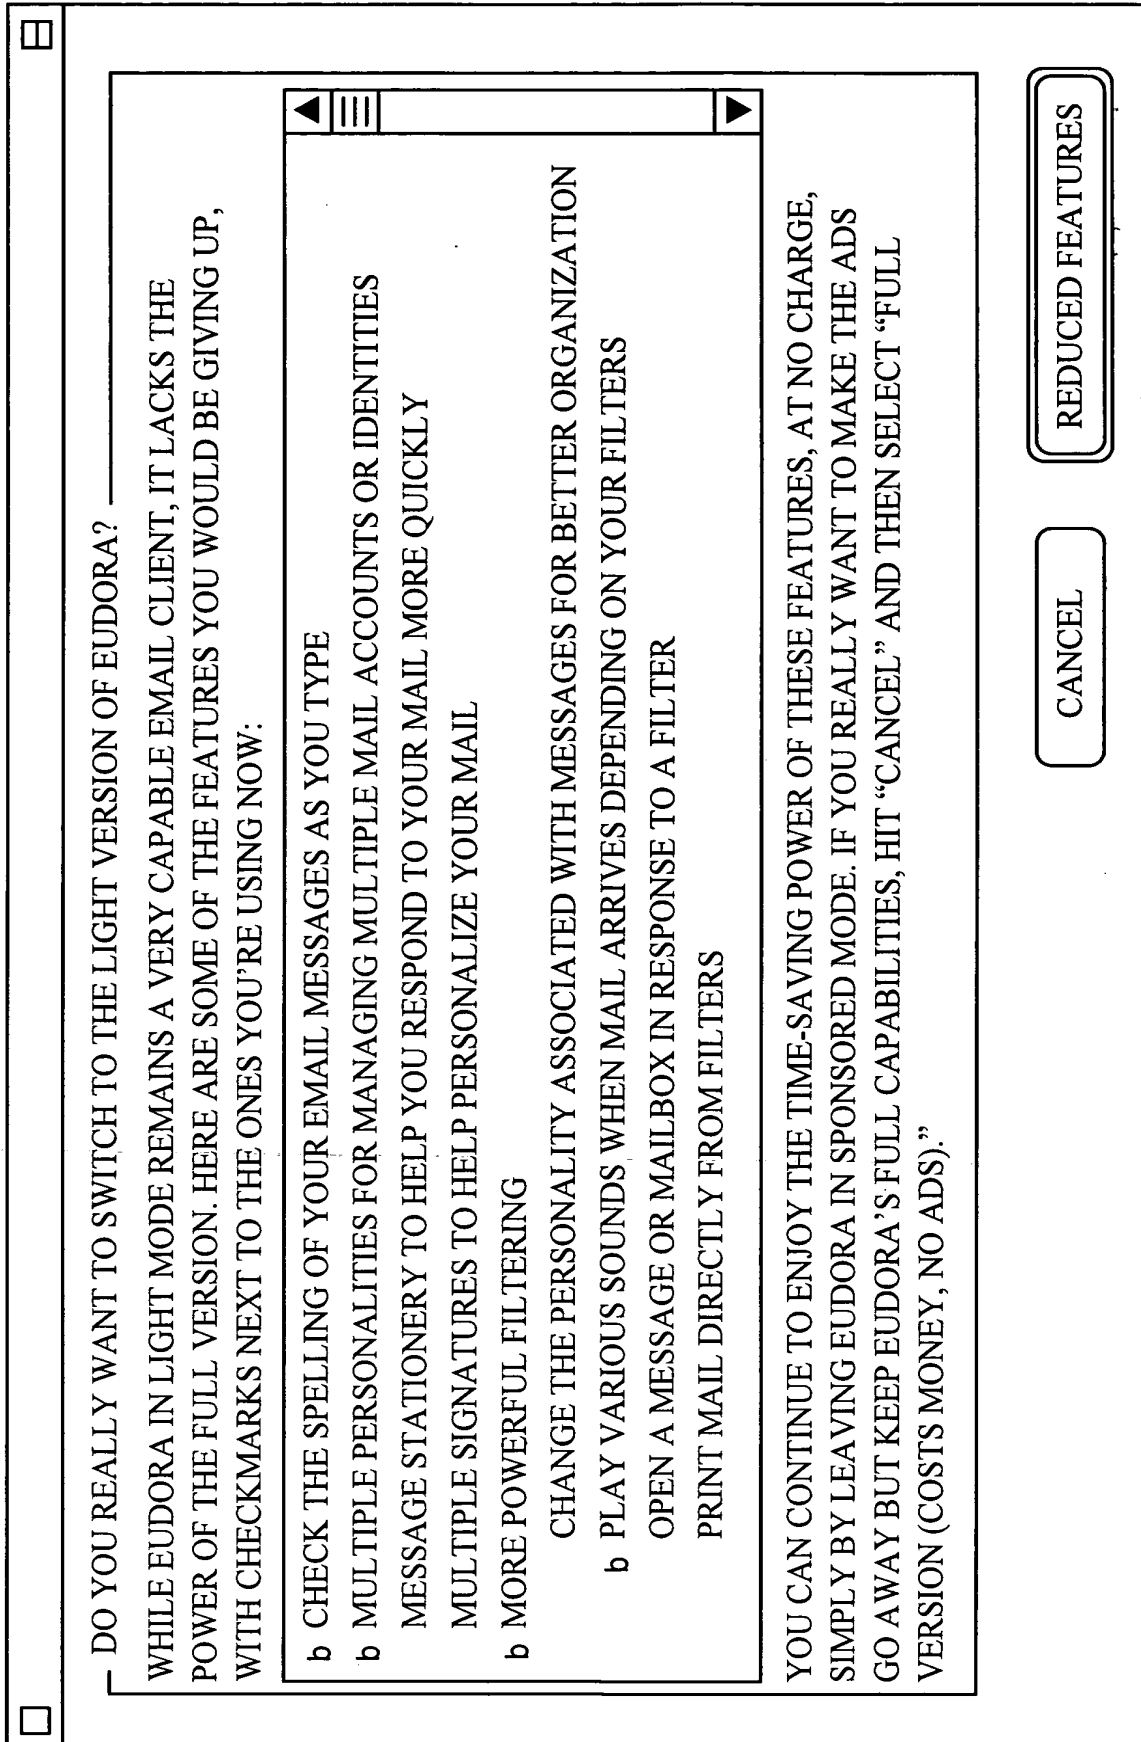 DO YOU REALLY WANT TO SWITCH TO THE LIGHT VERSION OF EUDORA?
WHILE EUDORA IN LIGHT MODE REMAINS A VERY CAPABLE EMAIL CLIENT, IT LACKS THE
POWER OF THE FULL VERSION. HERE ARE SOME OF THE FEATURES YOU WOULD BE GIVING UP,
WITH CHECKMARKS NEXT TO THE ONES YOU'RE USING NOW:
b CHECK THE SPELLING OF YOUR EMAIL MESSAGES AS YOU TYPE
b MULTIPLE PERSONALITIES FOR MANAGING MULTIPLE MAIL ACCOUNTS OR IDENTITIES
MESSAGE STATIONERY TO HELP YOU RESPOND TO YOUR MAIL MORE QUICKLY
MULTIPLE SIGNATURES TO HELP PERSONALIZE YOUR MAIL
b MORE POWERFUL FILTERING
CHANGE THE PERSONALITY ASSOCIATED WITH MESSAGES FOR BETTER ORGANIZATION
b PLAY VARIOUS SOUNDS WHEN MAIL ARRIVES DEPENDING ON YOUR FILTERS
OPEN A MESSAGE OR MAILBOX IN RESPONSE TO A FILTER
PRINT MAIL DIRECTLY FROM FILTERS
YOU CAN CONTINUE TO ENJOY THE TIME-SAVING POWER OF THESE FEATURES, AT NO CHARGE,
SIMPLY BY LEAVING EUDORA IN SPONSORED MODE. IF YOU REALLY WANT TO MAKE THE ADS
GO AWAY BUT KEEP EUDORA'S FULL CAPABILITIES, HIT “CANCEL” AND THEN SELECT “FULL
VERSION (COSTS MONEY, NO ADS).”
CANCEL
REDUCED FEATURES